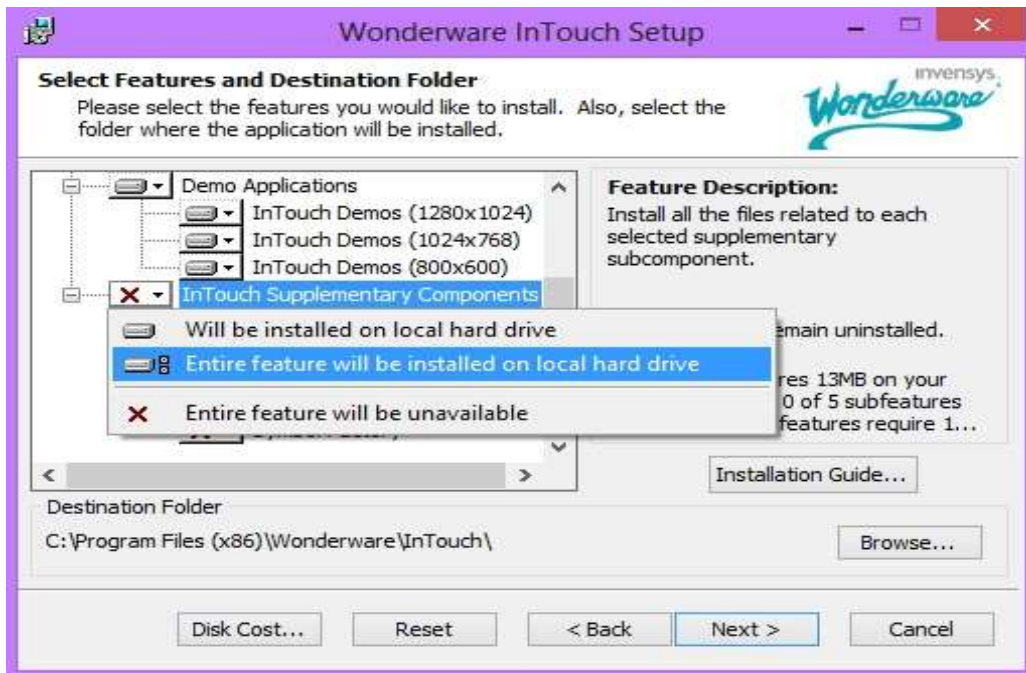 Wonderware InTouch Setup
Select Features and Destination Folder
Please select the features you would like to install. Also, select the
folder where the application will be installed.
invensys.
Wonderware
Demo Applications
InTouch Demos (1280x1024)
InTouch Demos (1024x768)
InTouch Demos (800x600)
InTouch Supplementary Components
Will be installed on local hard drive
Entire feature will be installed on local hard drive
Entire feature will be unavailable
Feature Description:
Install all the files related to each
selected supplementary
subcomponent.
uninstalled.
13MB on your
0 of 5 subfeatures
features require 1...
Installation Guide...
Destination Folder
C:\Program Files (x86)\Wonderware\InTouch\
Browse...
Disk Cost...
Reset
< Back
Next >
Cancel